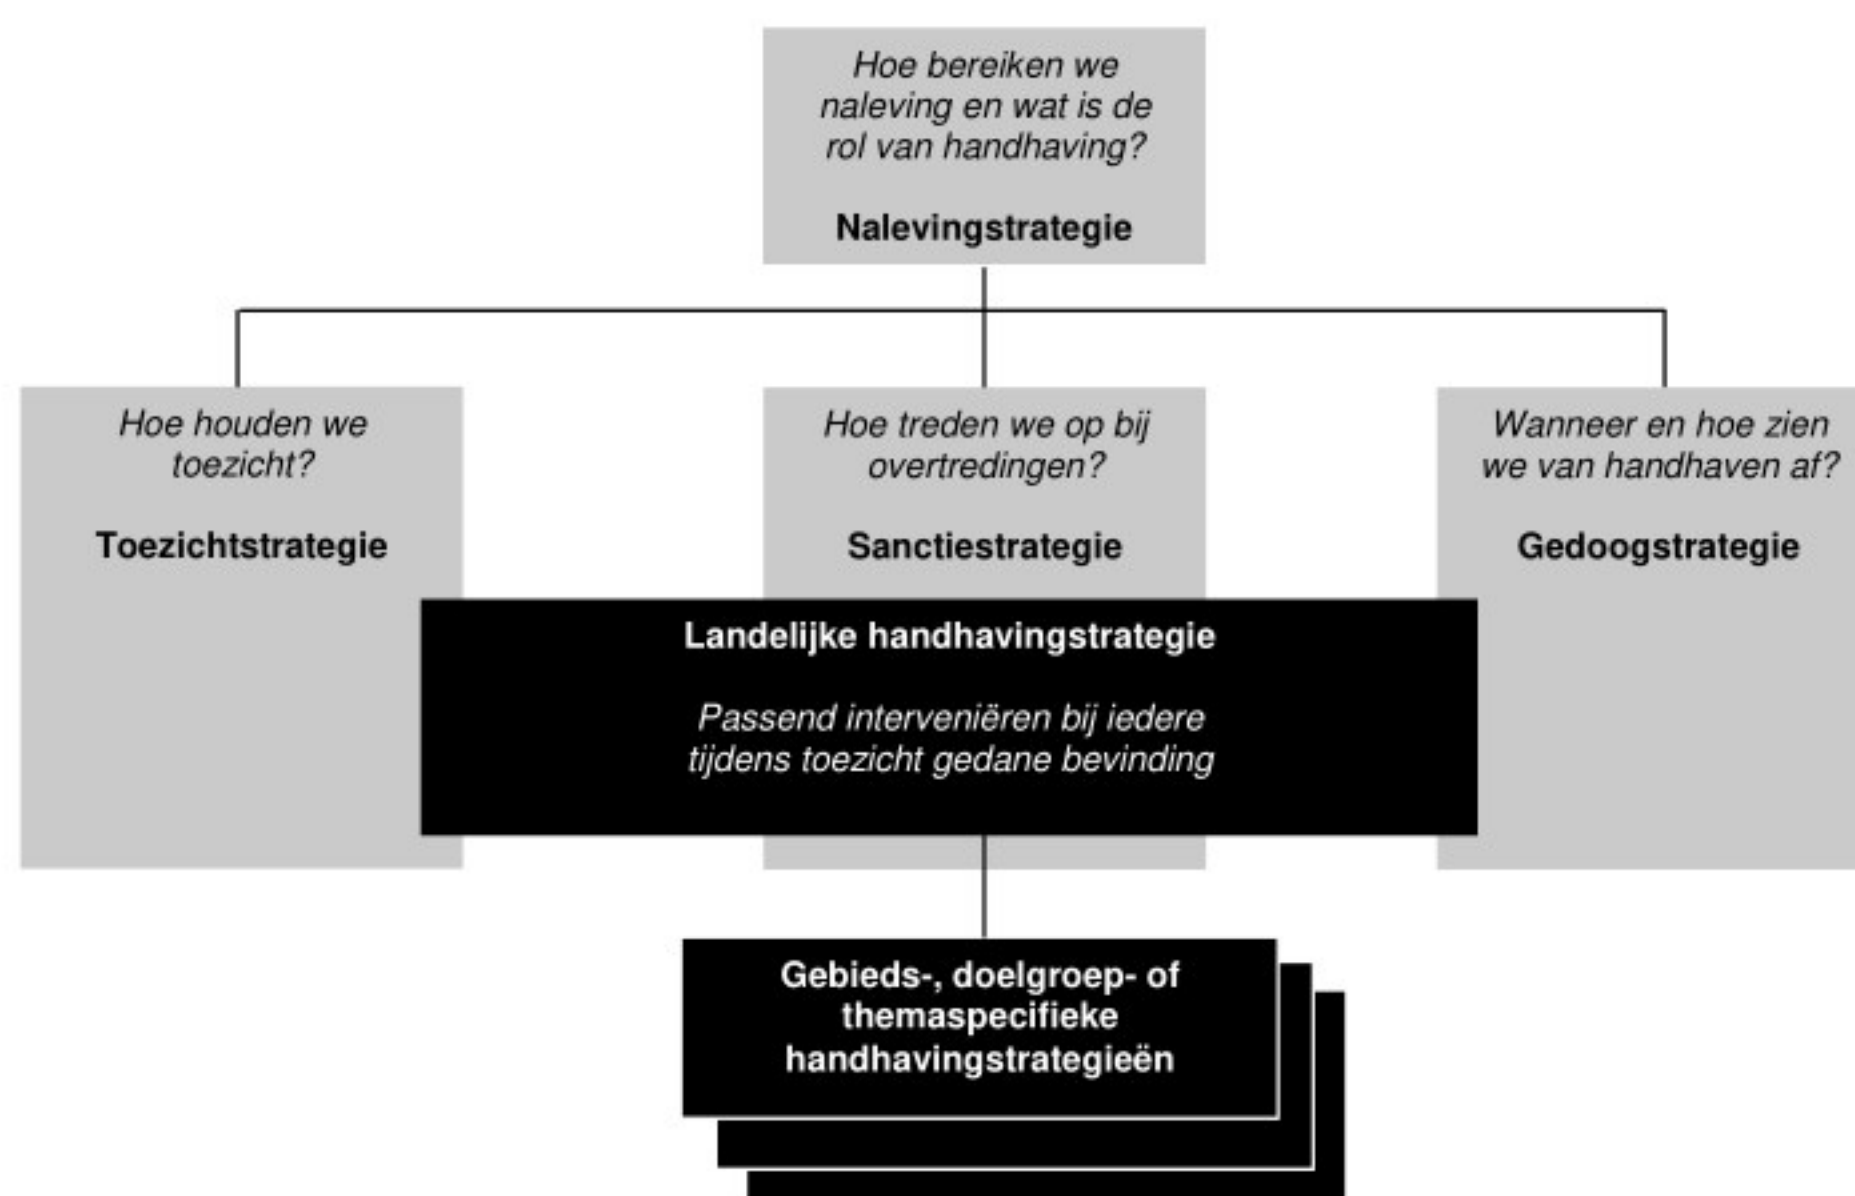 Hoe bereiken we
naleving en wat is de
rol van handhaving?
Nalevingstrategie
Hoe houden we
toezicht?
Toezichtstrategie
Hoe treden we op bij
overtredingen?
Sanctiestrategie
Wanneer en hoe zien
we van handhaven af?
Gedoogstrategie
Landelijke handhavingstrategie
Passend interveniëren bij iedere
tijdens toezicht gedane bevinding
Gebieds-, doelgroep- of
themaspecifieke
handhavingstrategieën